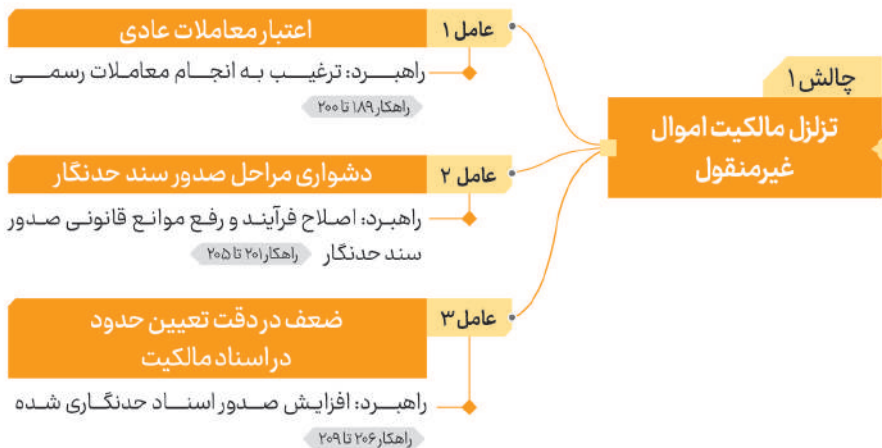 چالش ۱
تزلزل مالکیت اموال
غیرمنقول
عامل ۱
اعتبار معاملات عادی
راهبرد: ترغیب به انجام معاملات رسمی
راهکار ۱۸۹ تا ۲۰۰
عامل ۲
دشواری مراحل صدور سند حدنگار
راهبرد: اصلاح فرآیند و رفع موانع قانونی صدور
سند حدنگار راهکار ۲۰۱ تا ۲۰۵
عامل ۳
ضعف در دقت تعیین حدود
در اسناد مالکیت
راهبرد: افزایش صدور اسناد حدنگاری شده
راهکار ۲۰۶ تا ۲۰۹